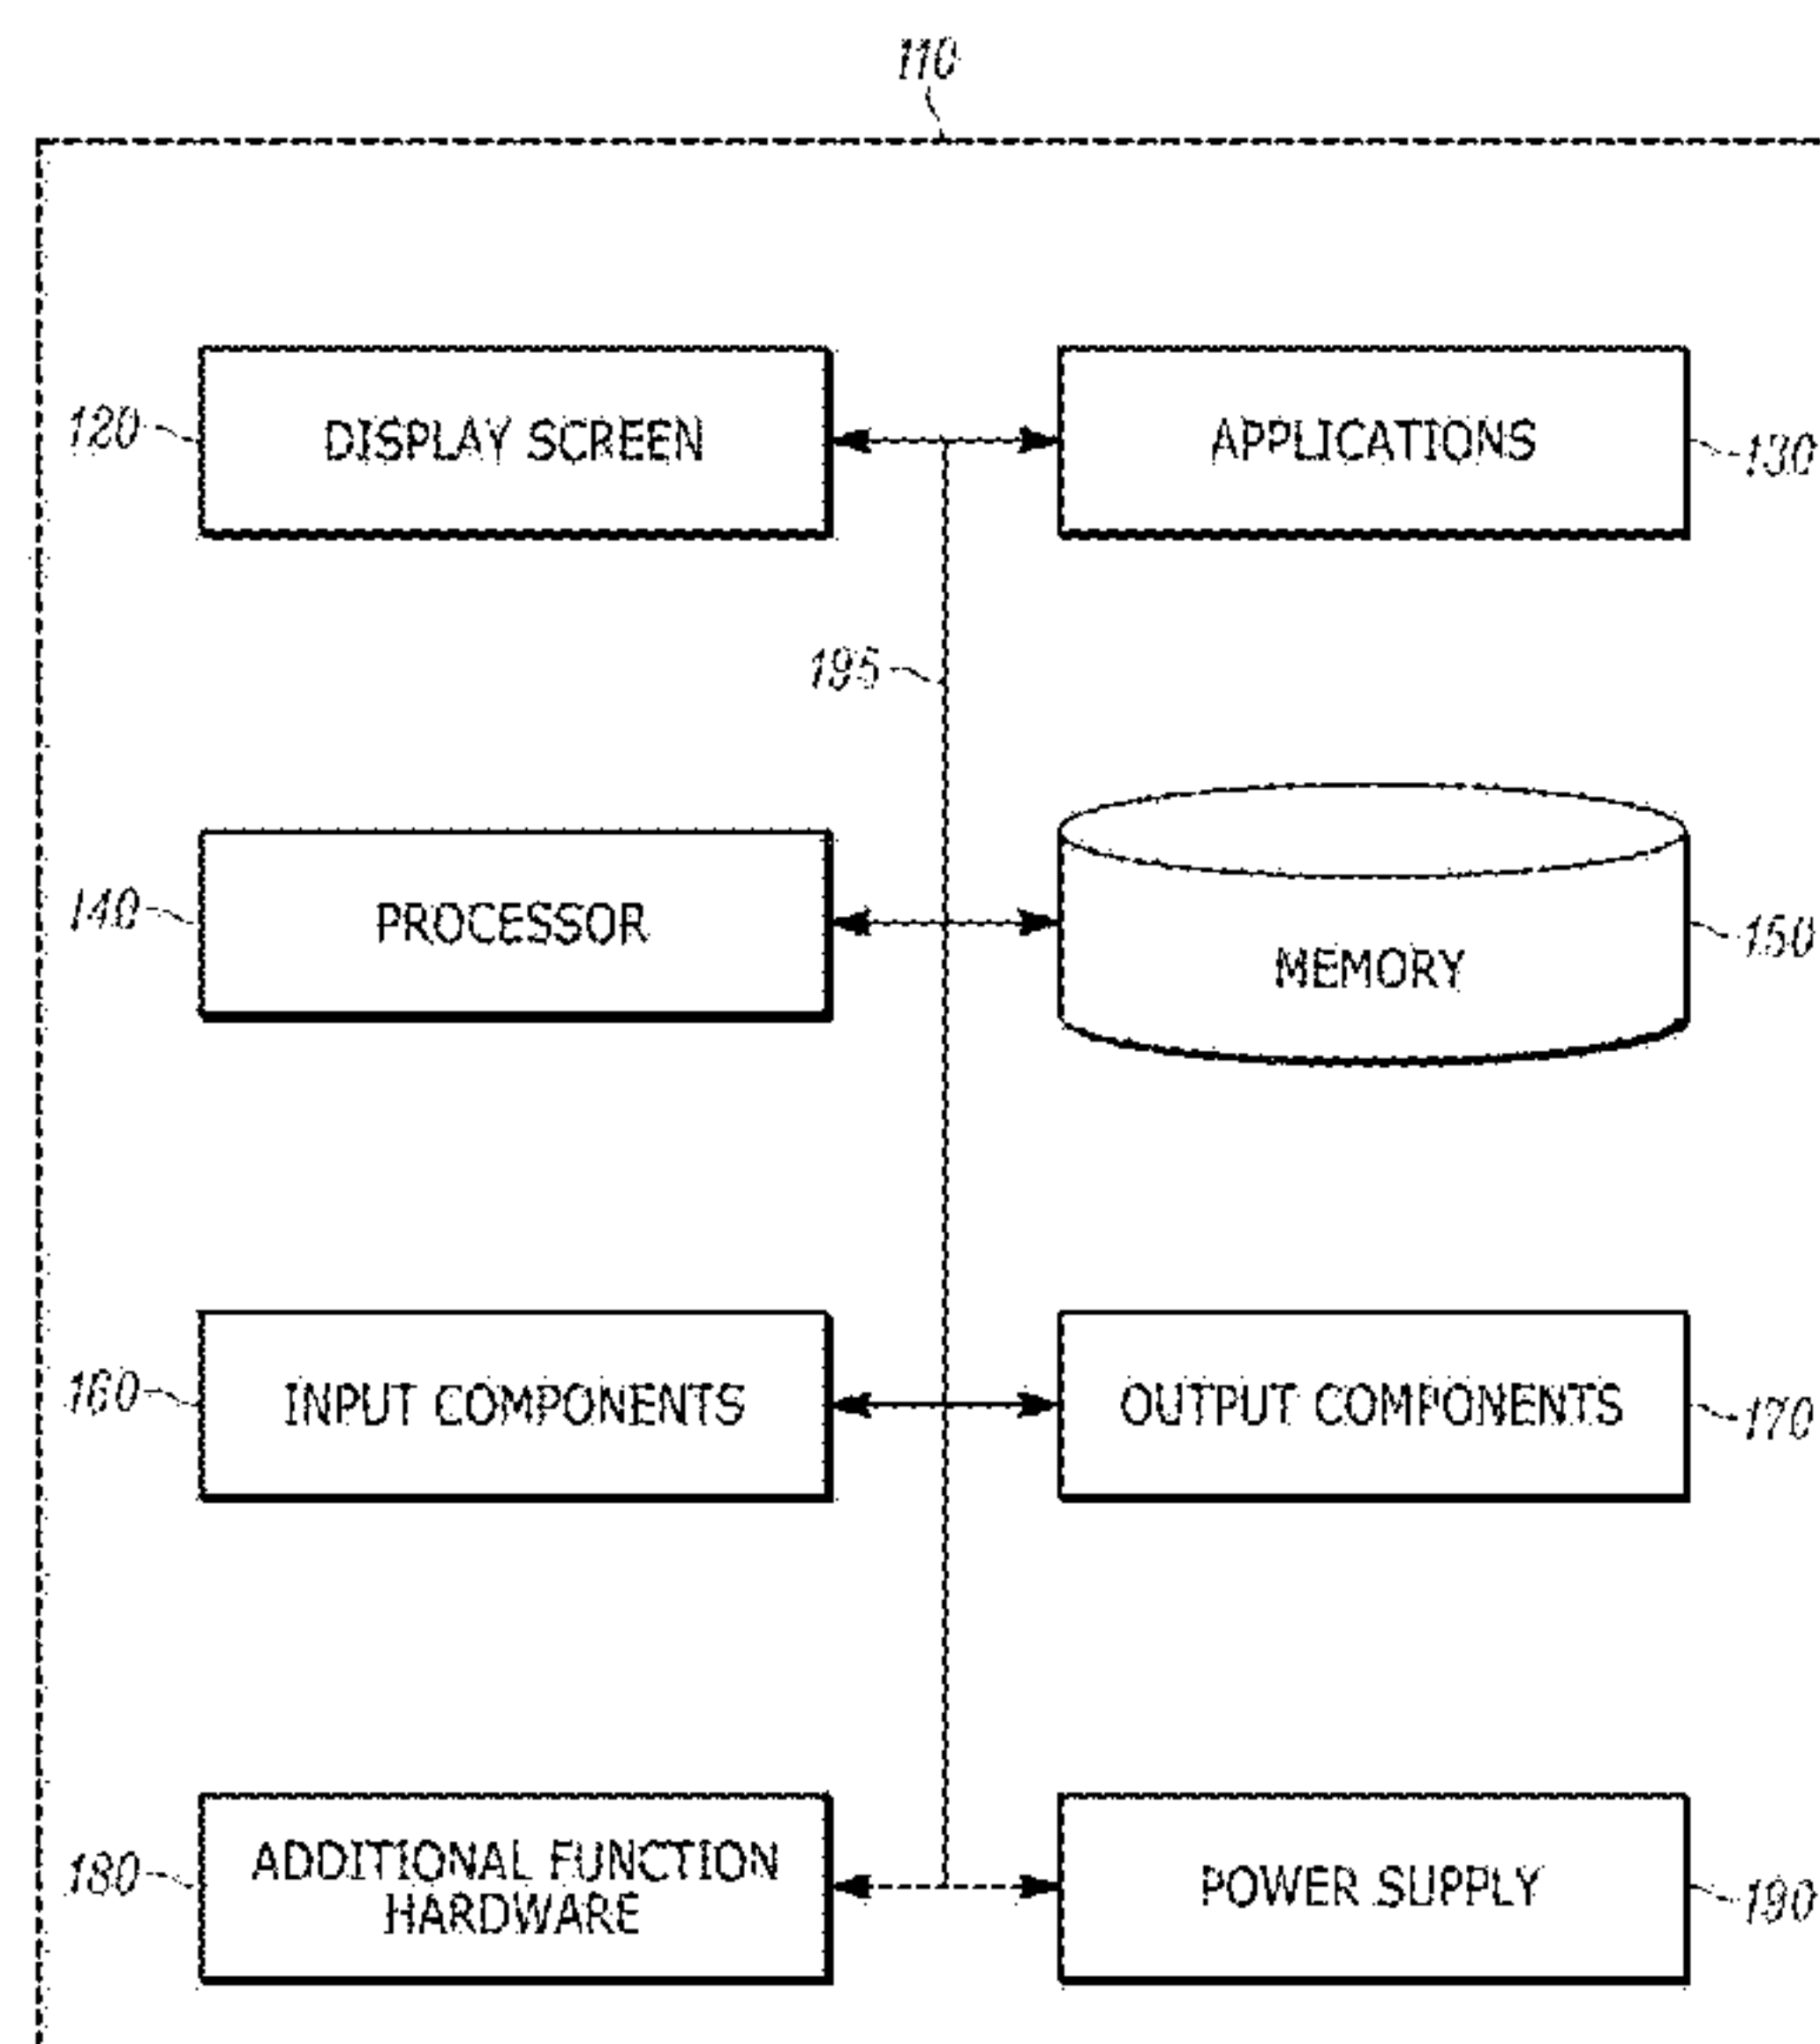 110
120
DISPLAY SCREEN
APPLICATIONS
130
195
140
PROCESSOR
MEMORY
150
160
INPUT COMPONENTS
OUTPUT COMPONENTS
170
180
ADDITIONAL FUNCTION
HARDWARE
POWER SUPPLY
190